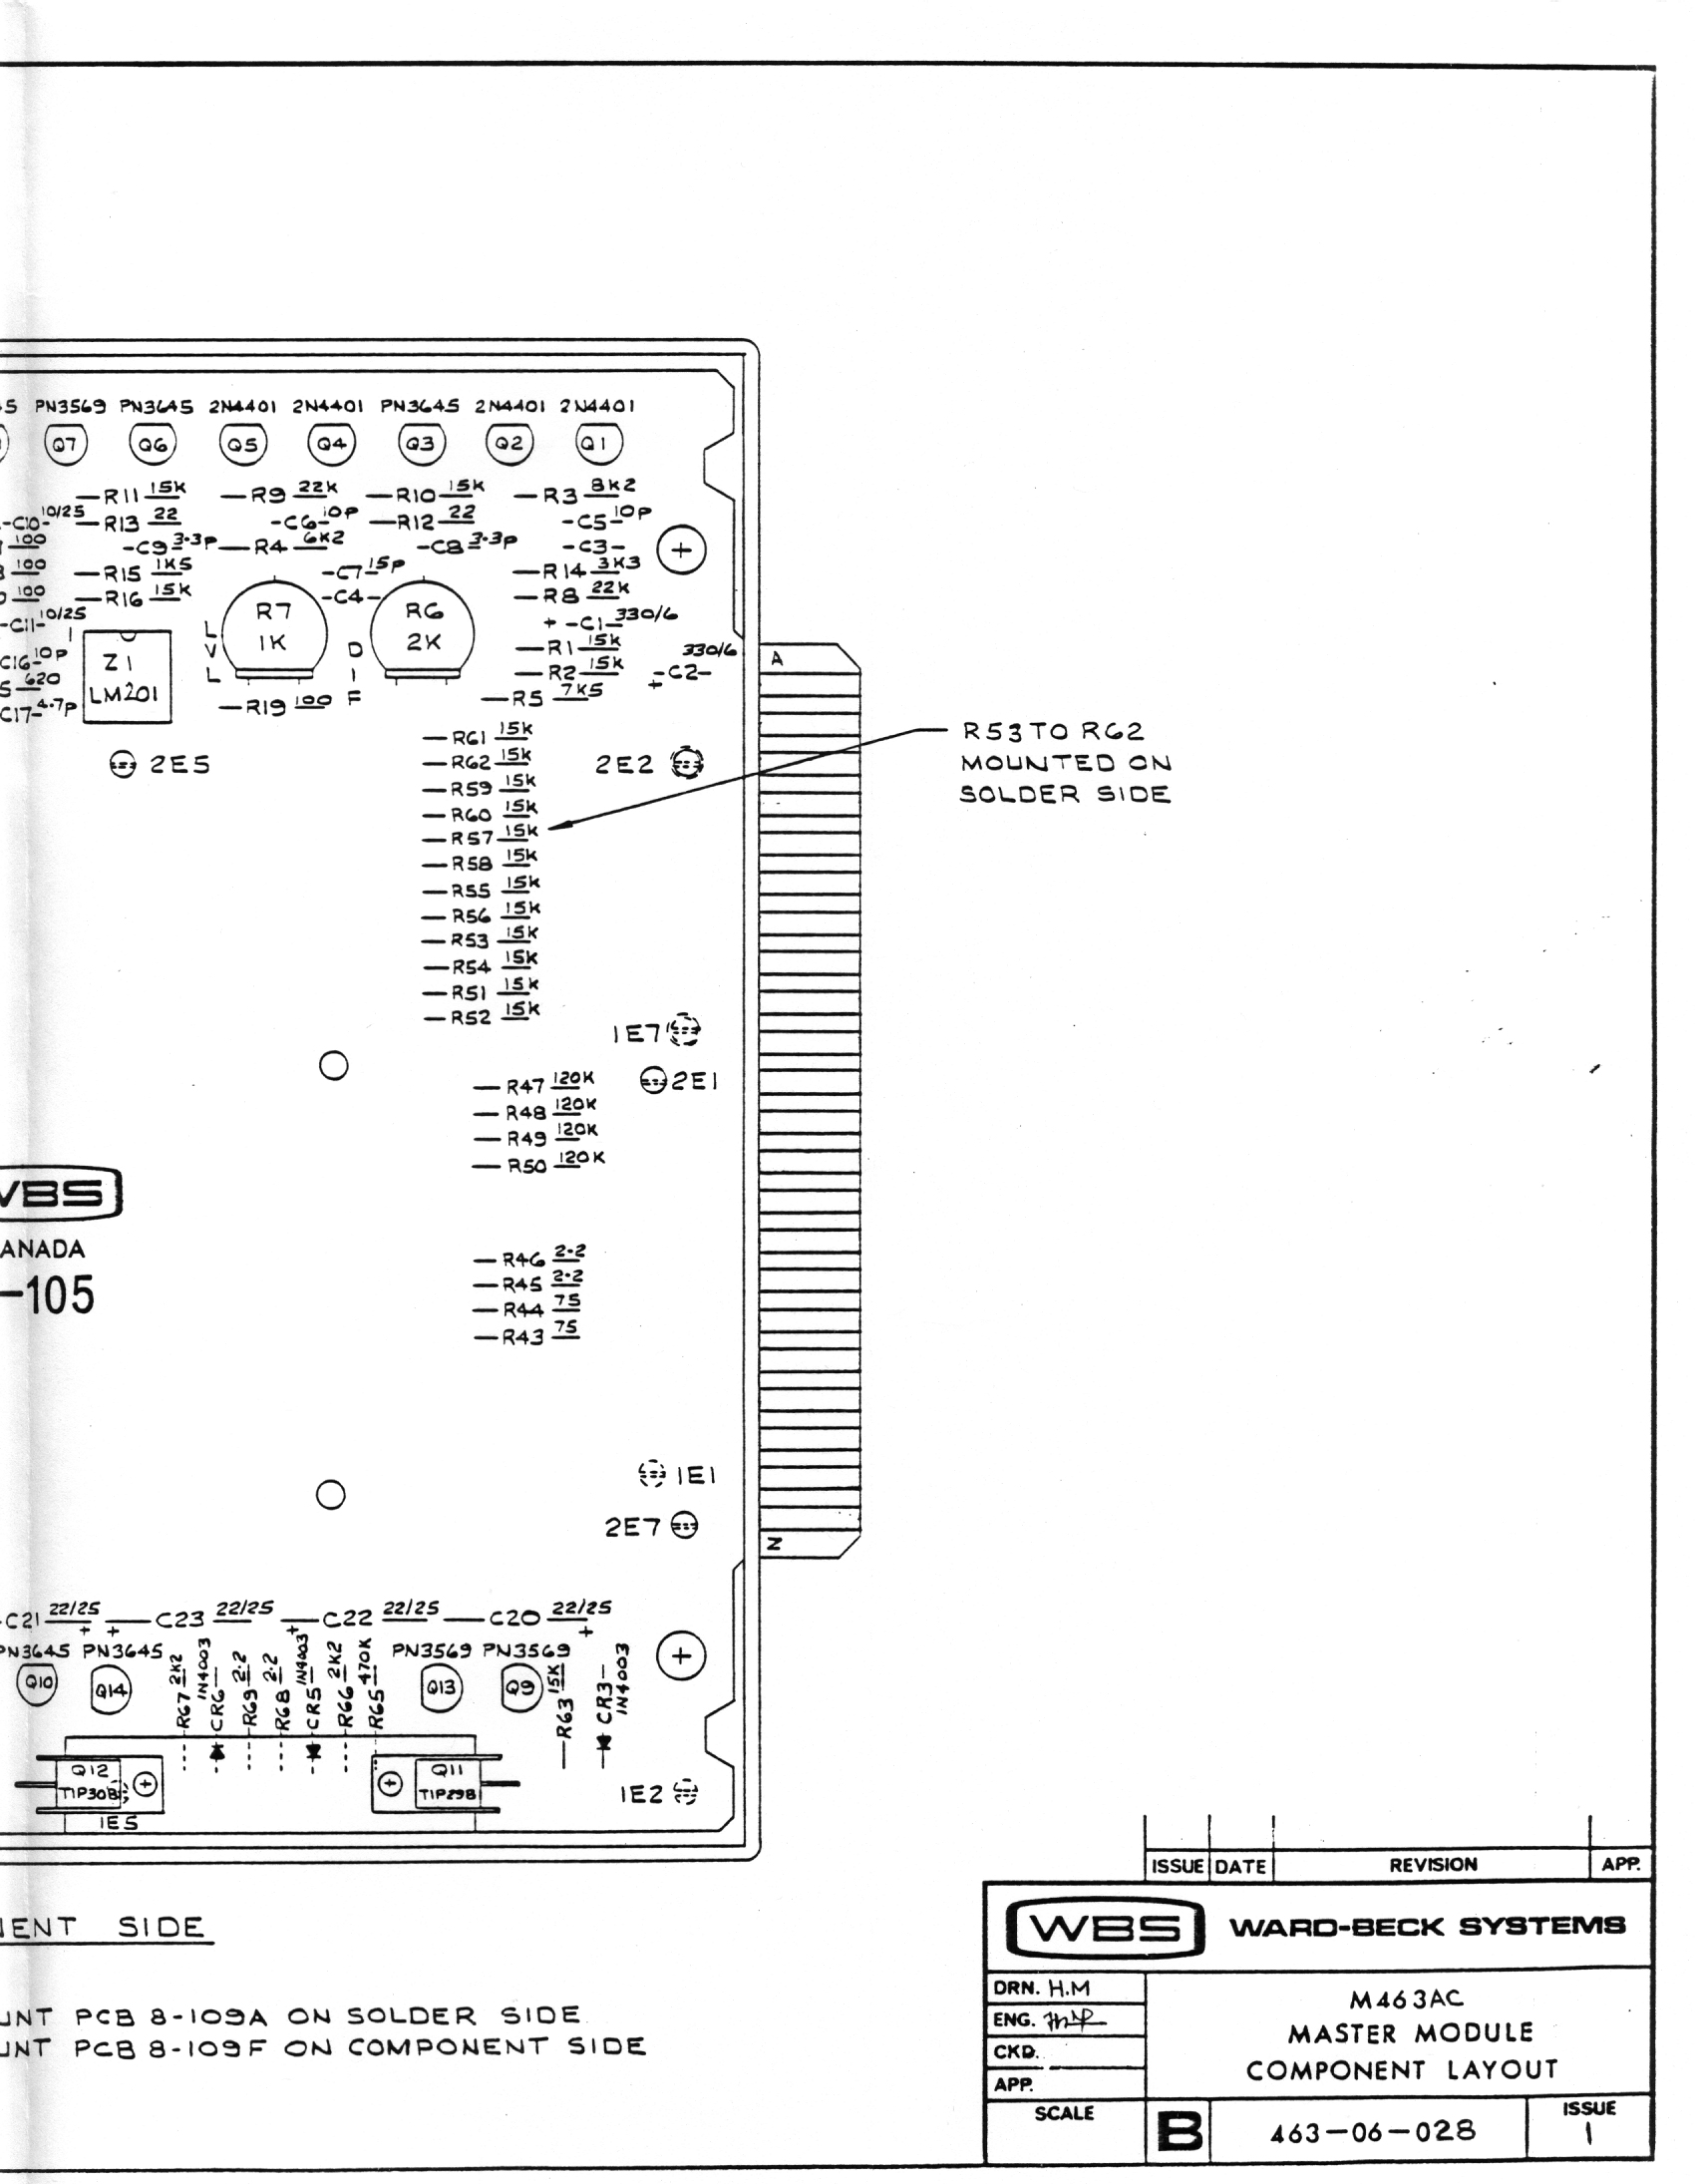 PN3569 PN3645 2N4401 2N4401 PN3645 2N4401 2N4401
Q7 Q6 Q5 Q4 Q3 Q2 Q1
R11 15K R9 22K R10 15K R3 8K2
C10 10/25 R13 22 C6 10P R12 22 C5 10P
100 C9 3.3P R4 6K2 C8 3.3P C3
100 R15 1K5 C7 15P R14 3K3
100 R16 15K C4 R8 22K
C11 10/25 + C1 330/6
R7 1K
R6 2K
LVL
DIF
R1 15K
R2 15K + C2 330/6
C16 10P
620
C17 4.7P
1
Z1
LM201
R19 100 R5 7K5
R61 15K
R62 15K
R59 15K
R60 15K
R57 15K
R58 15K
R55 15K
R56 15K
R53 15K
R54 15K
R51 15K
R52 15K
2E5
2E2
A
R53 TO R62
MOUNTED ON
SOLDER SIDE
1E7
2E1
R47 120K
R48 120K
R49 120K
R50 120K
WBS
ANADA
-105
R46 2.2
R45 2.2
R44 75
R43 75
1E1
2E7
Z
C21 22/25 + + C23 22/25 + C22 22/25 C20 22/25 +
PN3645 PN3645 PN3569 PN3569
Q10 Q14 Q13 Q9
R67 2K2
CR6 1N4003
R69 2.2
R68 2.2
CR5 1N4003
R66 2K2
R65 470K
R63 15K
CR3 1N4003
Q12
TIP30B
1E5
Q11
TIP29B
1E2
ENT SIDE
UNT PCB 8-109A ON SOLDER SIDE
UNT PCB 8-109F ON COMPONENT SIDE
ISSUE DATE REVISION APP.
WBS WARD-BECK SYSTEMS
DRN. H.M
ENG.
CKD.
APP.
M463AC
MASTER MODULE
COMPONENT LAYOUT
SCALE
B
463-06-028
ISSUE
1